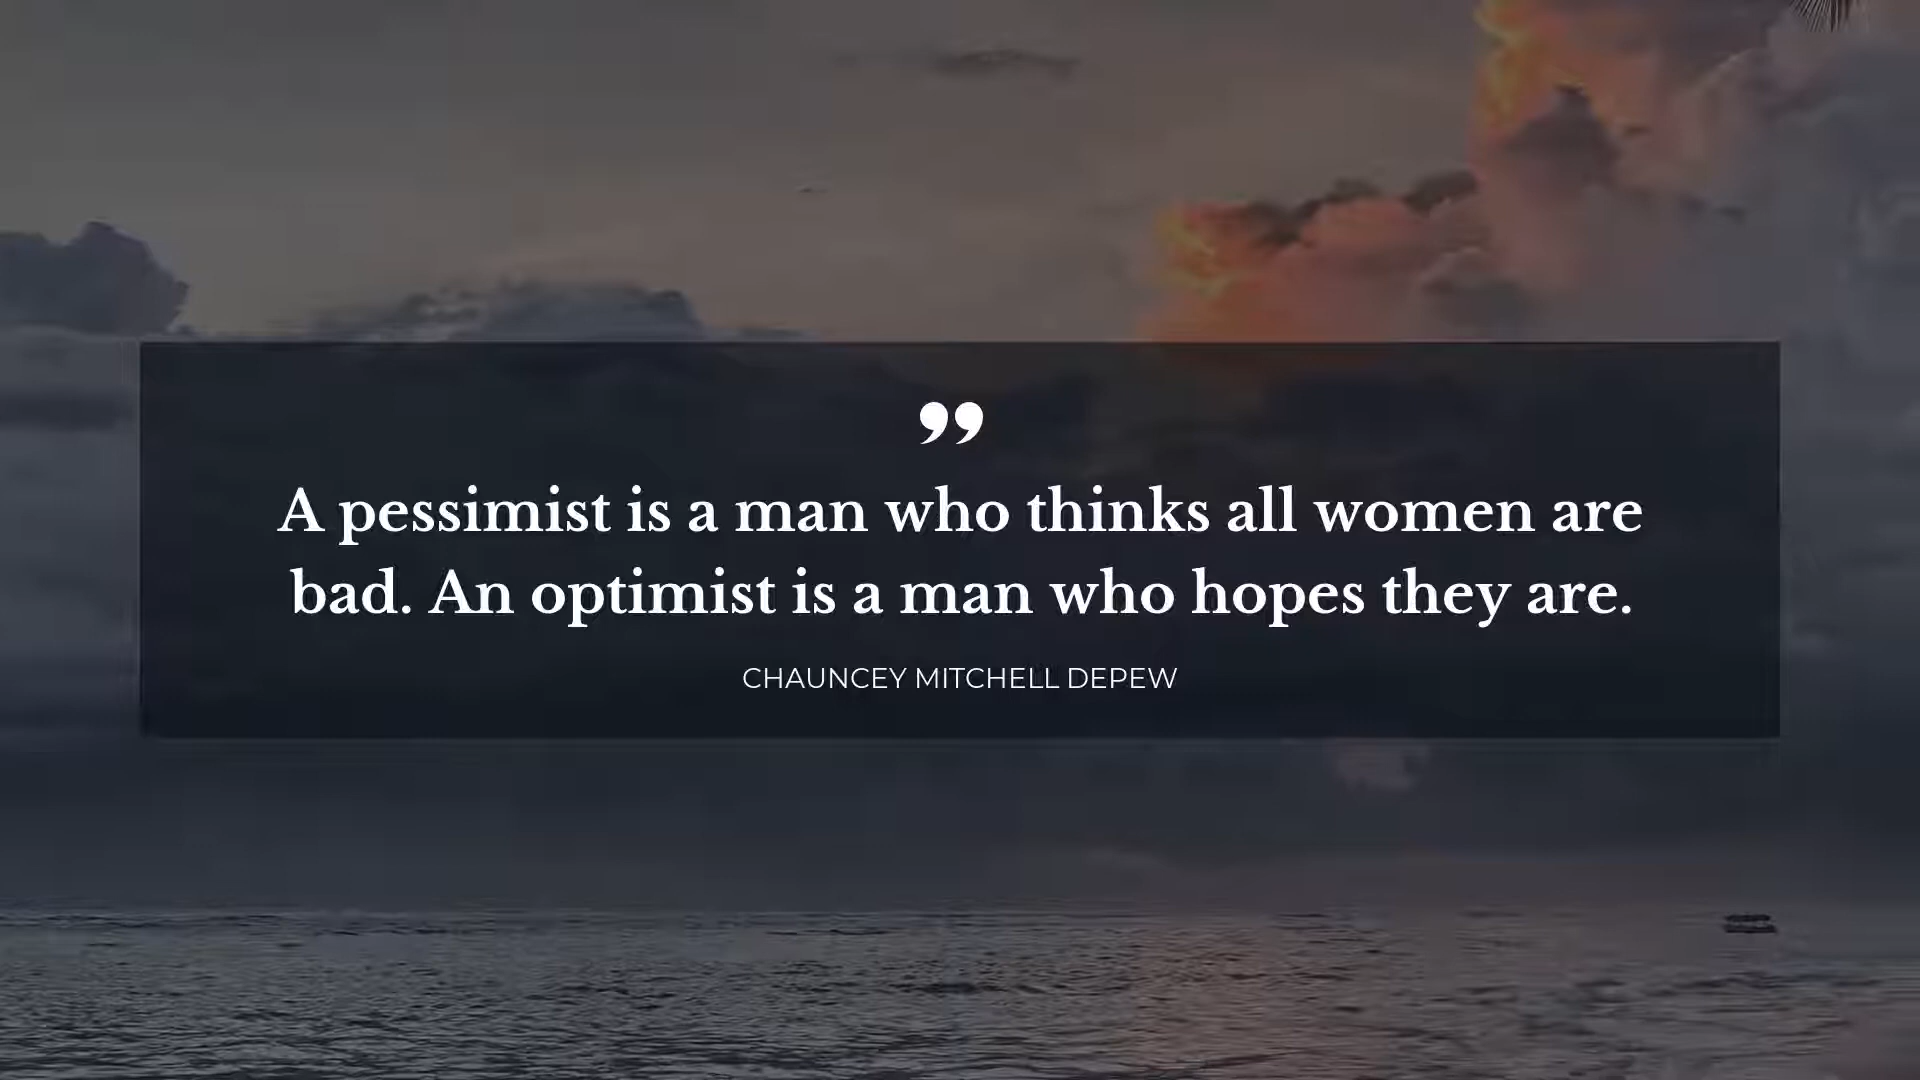 ”
A pessimist is a man who thinks all women are
bad. An optimist is a man who hopes they are.
CHAUNCEY MITCHELL DEPEW